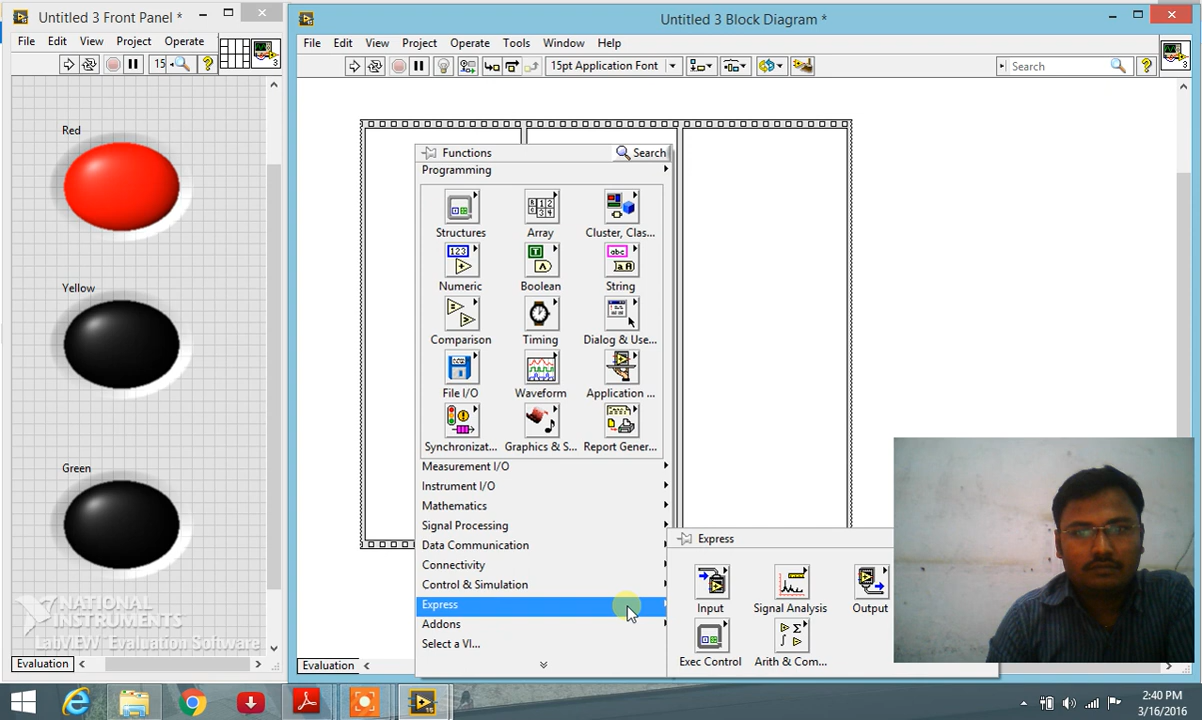 Untitled 3 Front Panel *
File Edit View Project Operate
15
3
Red
Yellow
Green
NATIONAL
INSTRUMENTS
LabVIEW Evaluation Software
Evaluation
Untitled 3 Block Diagram *
File Edit View Project Operate Tools Window Help
15pt Application Font
Search
3
Functions
Search
Programming
Structures
Array
Cluster, Clas...
Numeric
Boolean
String
Comparison
Timing
Dialog & Use...
File I/O
Waveform
Application ...
Synchronizat...
Graphics & S...
Report Gener...
Measurement I/O
Instrument I/O
Mathematics
Signal Processing
Data Communication
Connectivity
Control & Simulation
Express
Addons
Select a VI...
Express
Input
Signal Analysis
Output
Exec Control
Arith & Com...
Evaluation
2:40 PM
3/16/2016